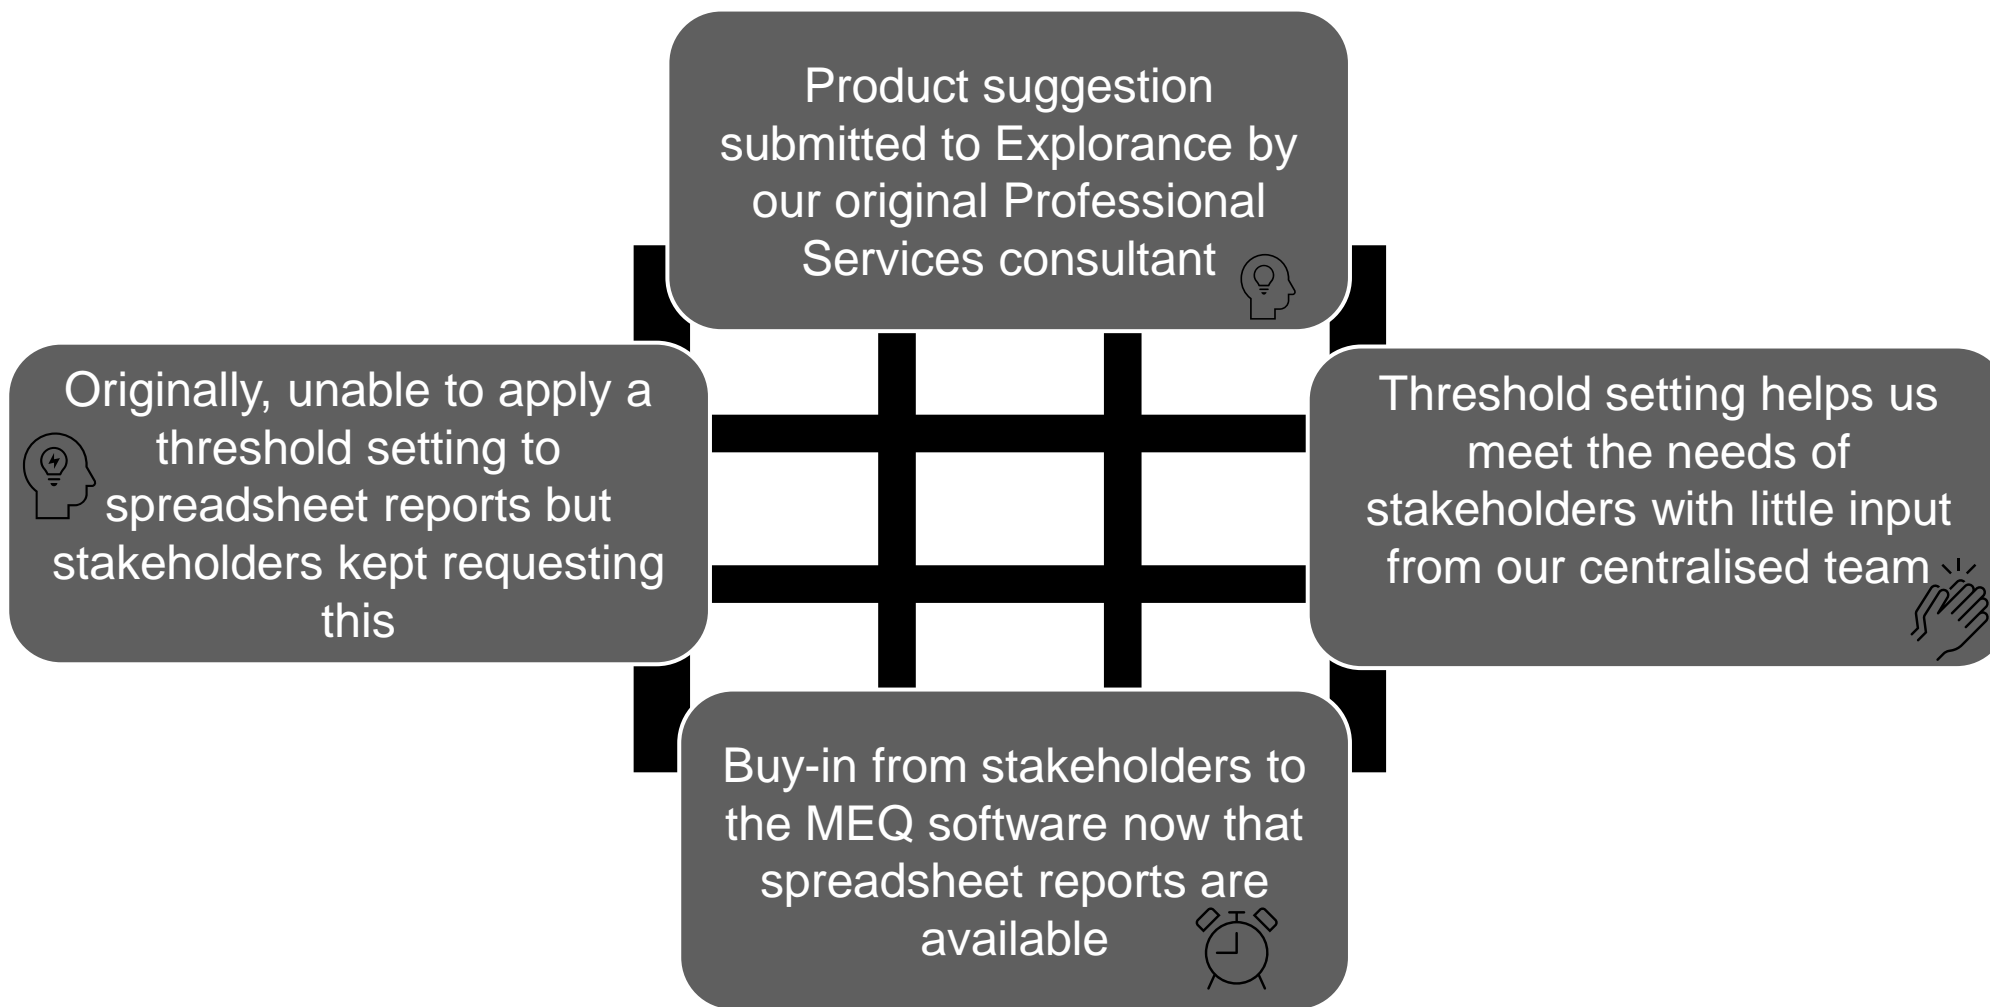 Product suggestion
submitted to Explorance by
our original Professional
Services consultant
Originally, unable to apply a
threshold setting to
spreadsheet reports but
stakeholders kept requesting
this
Threshold setting helps us
meet the needs of
stakeholders with little input
from our centralised team
Buy-in from stakeholders to
the MEQ software now that
spreadsheet reports are
available